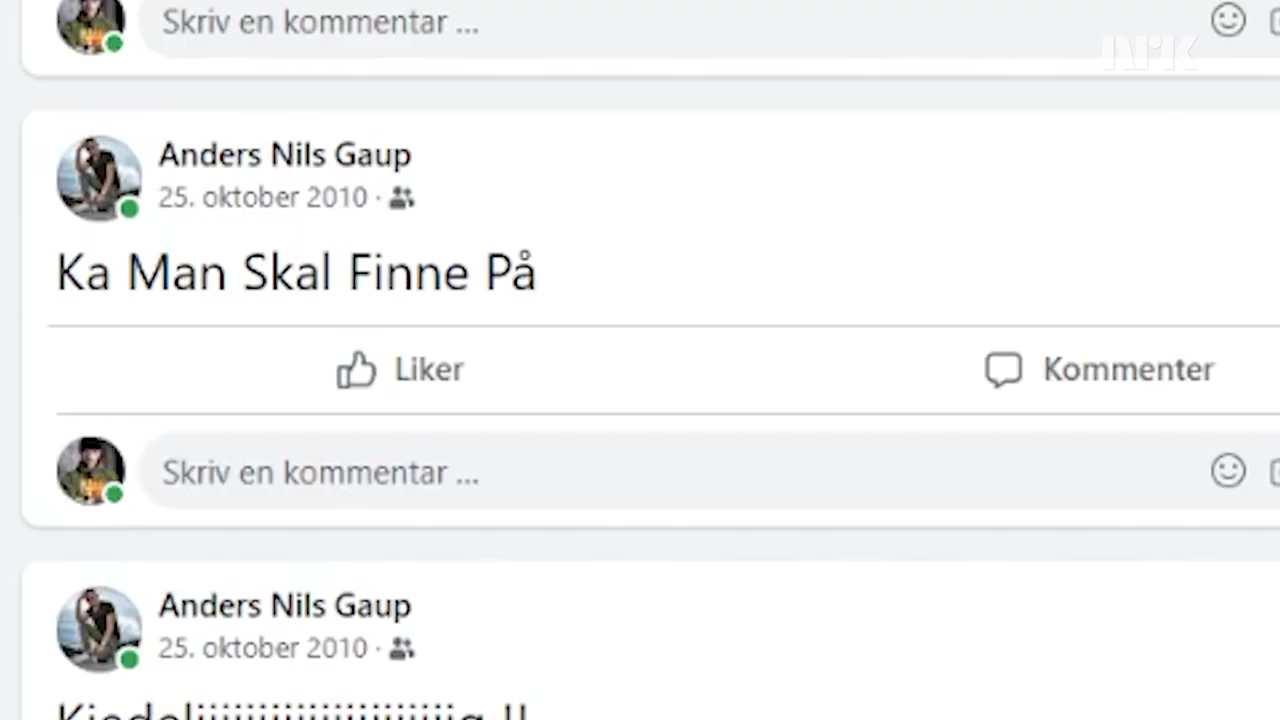 Skriv en kommentar ...
NRK
Anders Nils Gaup
25. oktober 2010 ·
Ka Man Skal Finne På
Liker
Kommenter
Skriv en kommentar ...
Anders Nils Gaup
25. oktober 2010 ·